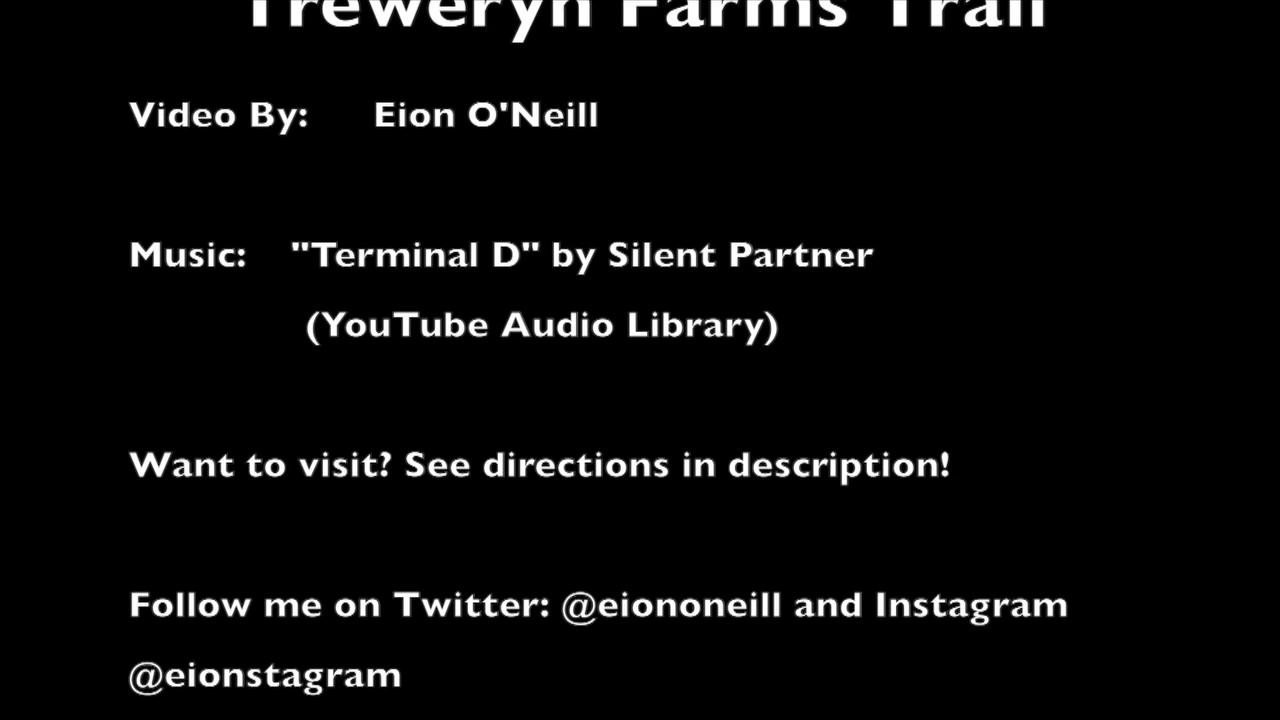 Treweryn Farms Trail
Video By: Eion O'Neill
Music: "Terminal D" by Silent Partner
(YouTube Audio Library)
Want to visit? See directions in description!
Follow me on Twitter: @eiononeill and Instagram
@eionstagram